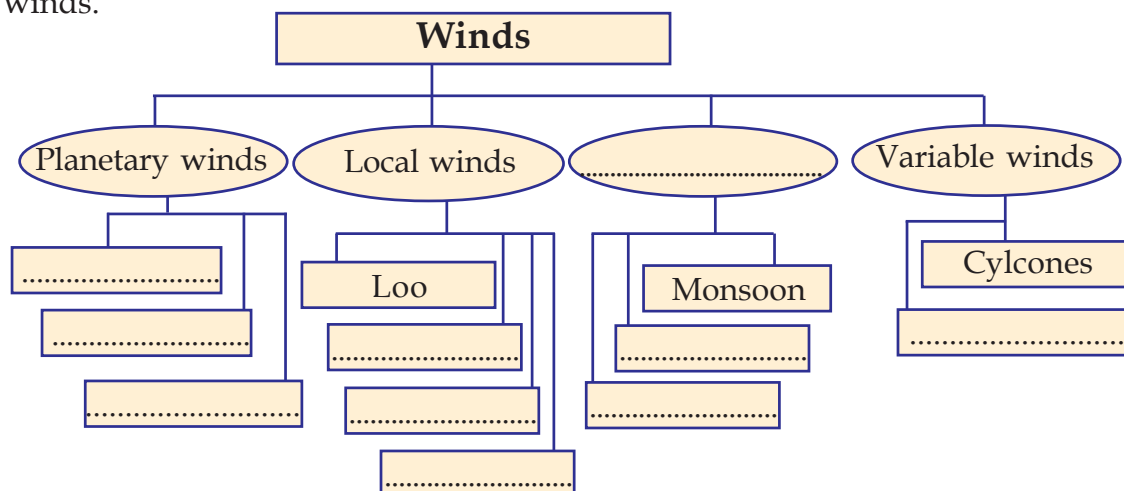 winds.
Winds
Planetary winds
Local winds
..............................................
Variable winds
.....................................
Loo
Monsoon
Cylcones
.....................................
....................................
....................................
........................................
........................................
....................................
....................................
....................................
....................................